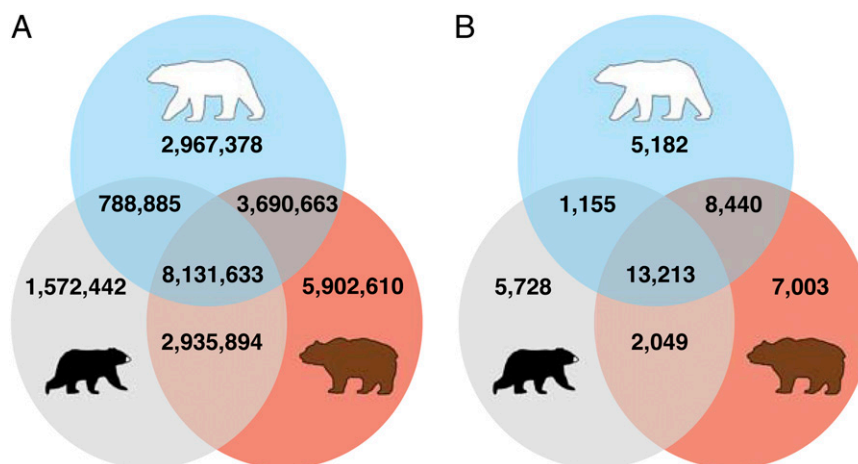 A
2,967,378
788,885 3,690,663
1,572,442 8,131,633 5,902,610
2,935,894
B
5,182
1,155 8,440
5,728 13,213 7,003
2,049